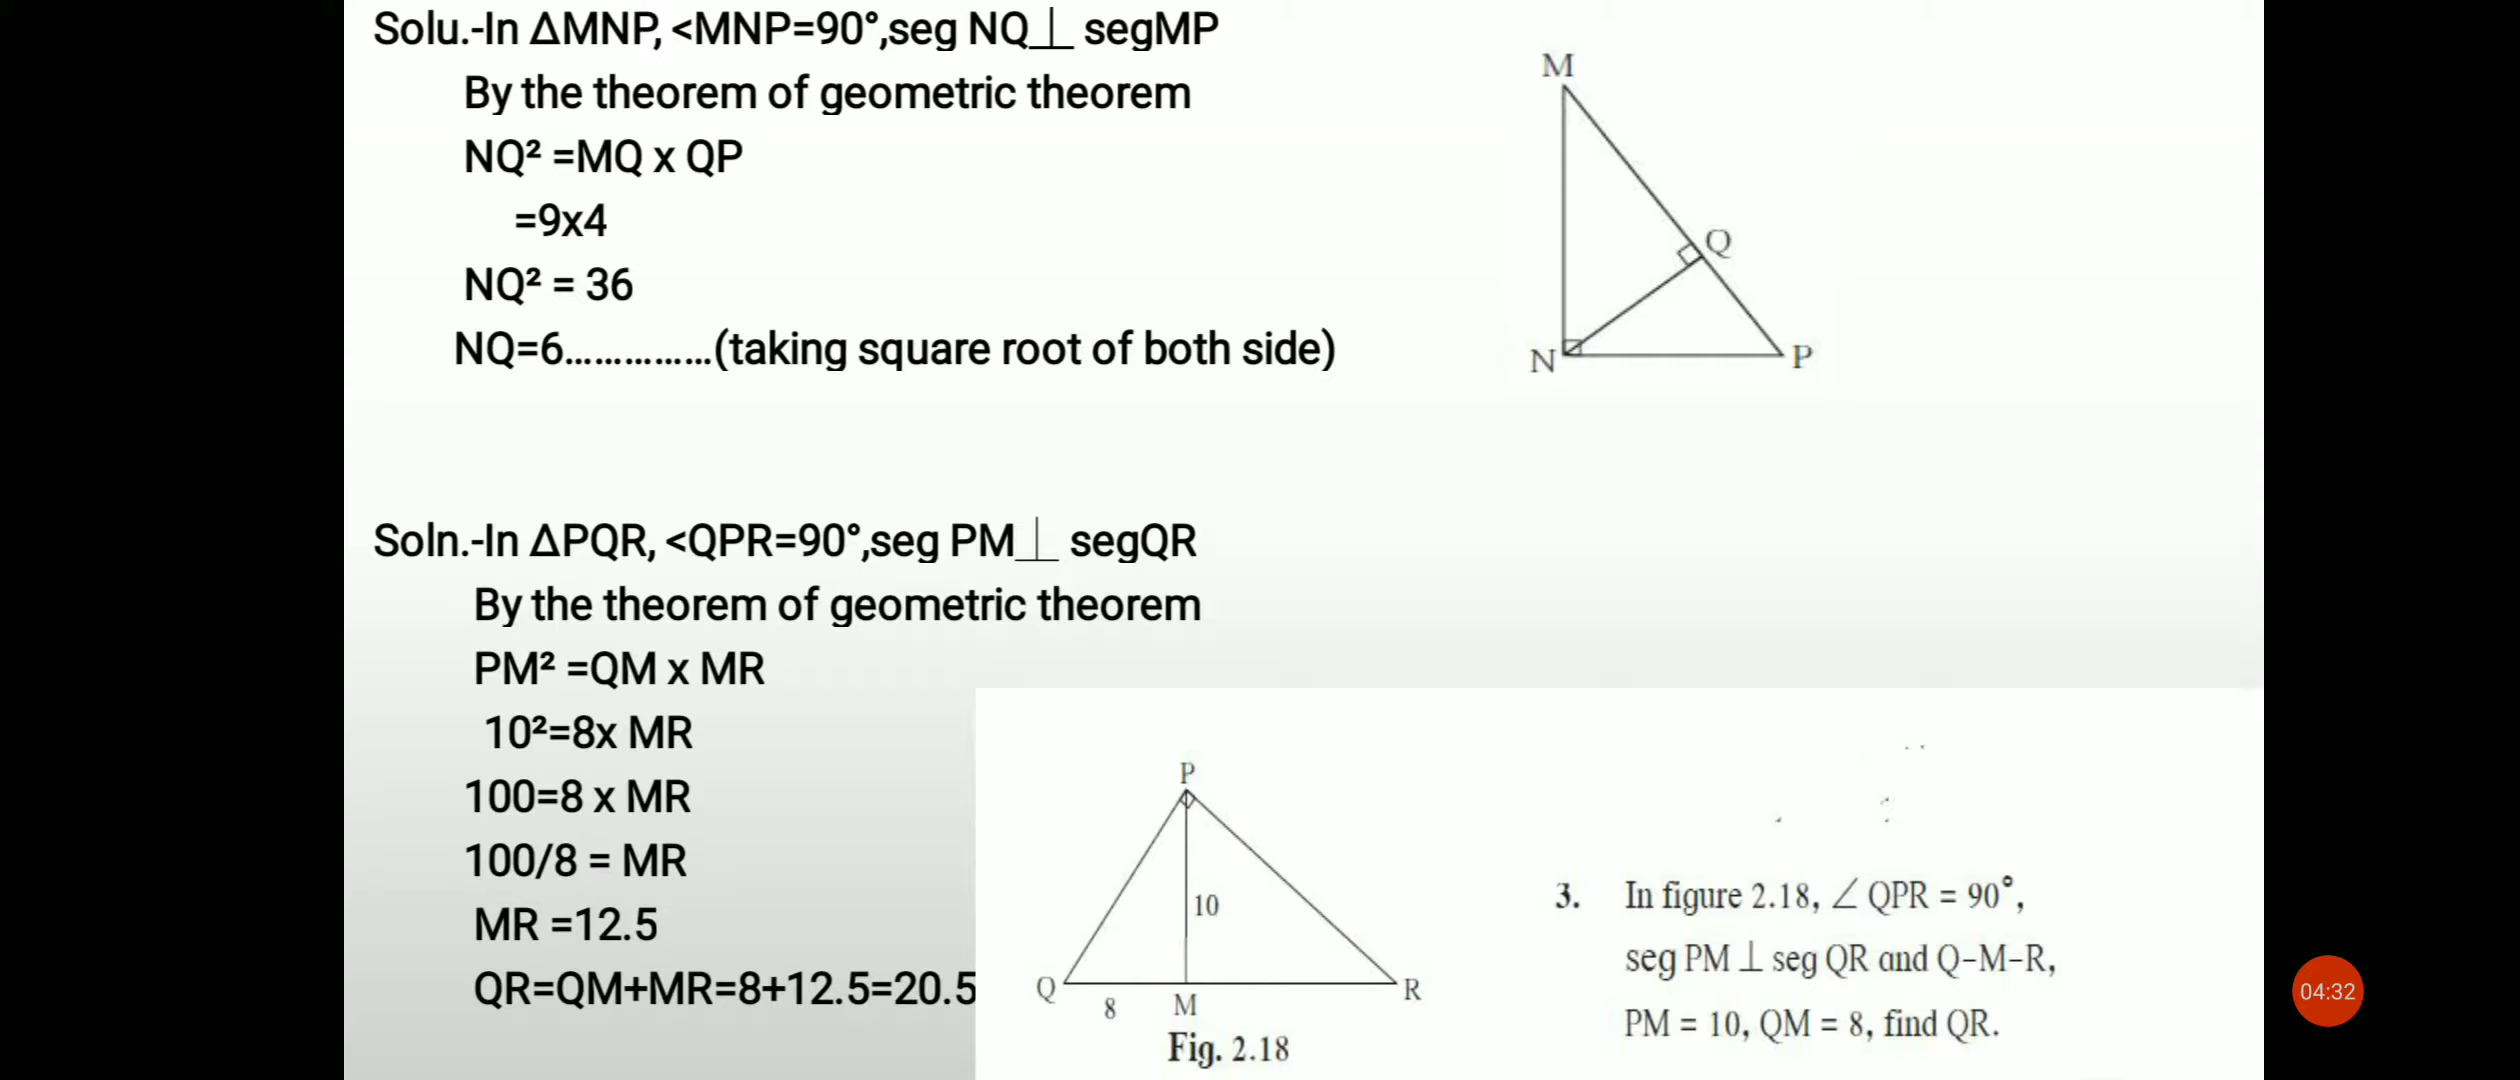 Solu.-In ΔMNP, <MNP=90°,seg NQ⊥ segMP
By the theorem of geometric theorem
NQ² =MQ x QP
=9x4
NQ² = 36
NQ=6...............(taking square root of both side)
M
Q
N
P
Soln.-In ΔPQR, <QPR=90°,seg PM⊥ segQR
By the theorem of geometric theorem
PM² =QM x MR
10²=8x MR
100=8 x MR
100/8 = MR
MR =12.5
QR=QM+MR=8+12.5=20.5
P
10
Q
8
M
R
Fig. 2.18
3. In figure 2.18, ∠ QPR = 90°,
seg PM ⊥ seg QR and Q-M-R,
PM = 10, QM = 8, find QR.
04:32